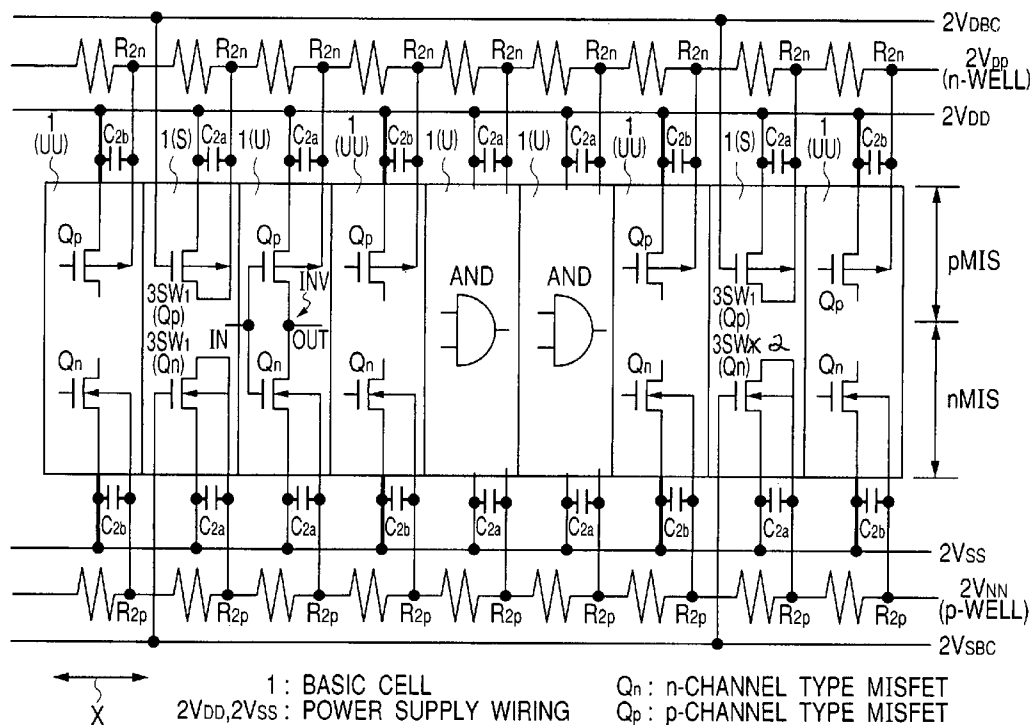 2VDBC
R2n R2n R2n R2n R2n R2n R2n R2n R2n
2VPP
(n-WELL)
2VDD
1
(UU)
C2b
1(S)
C2a
1(U)
C2a
1
(UU)
C2b
1(U)
C2a
1(U)
C2a
1
(UU)
C2b
1(S)
C2a
1
(UU)
C2b
Qp
3SW1
(Qp)
Qp
INV
Qp
AND
AND
Qp
3SW1
(Qp)
Qp
pMIS
3SW1
(Qn)
IN
OUT
3SWx 2
(Qn)
Qn
Qn
Qn
Qn
Qn
nMIS
C2b C2a C2a C2b C2a C2a C2b C2a C2b
2VSS
R2p R2p R2p R2p R2p R2p R2p R2p R2p
2VNN
(p-WELL)
2VSBC
X
1 : BASIC CELL
2VDD,2VSS : POWER SUPPLY WIRING
Qn : n-CHANNEL TYPE MISFET
Qp : p-CHANNEL TYPE MISFET